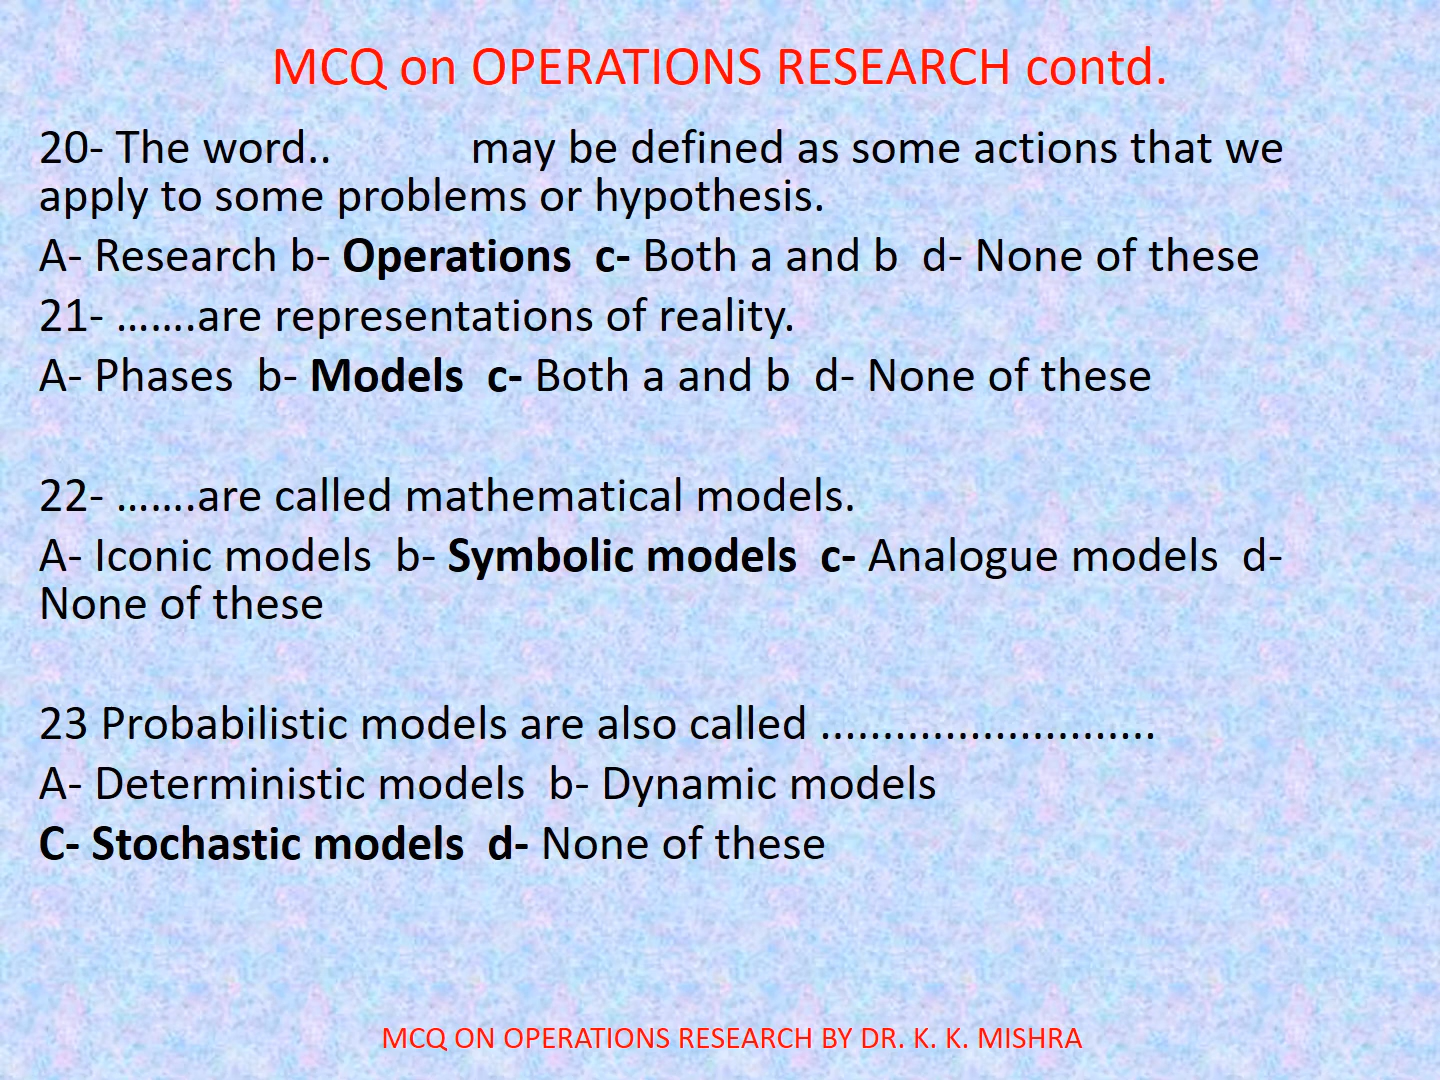 MCQ on OPERATIONS RESEARCH contd.
20- The word.. may be defined as some actions that we
apply to some problems or hypothesis.
A- Research b- Operations c- Both a and b d- None of these
21- …….are representations of reality.
A- Phases b- Models c- Both a and b d- None of these
22- …….are called mathematical models.
A- Iconic models b- Symbolic models c- Analogue models d-
None of these
23 Probabilistic models are also called ...........................
A- Deterministic models b- Dynamic models
C- Stochastic models d- None of these
MCQ ON OPERATIONS RESEARCH BY DR. K. K. MISHRA